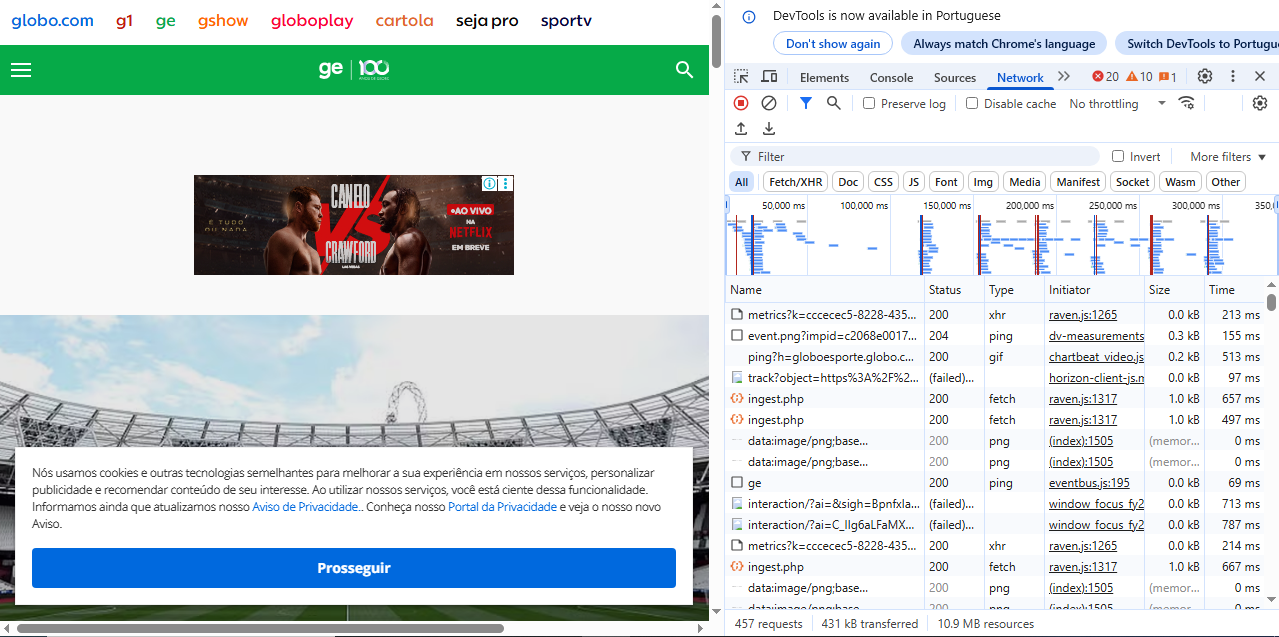 globo.com g1 ge gshow globoplay cartola seja pro sportv
ge 100
É TUDO
OU NADA
CANELO
VS
CRAWFORD
LAS VEGAS
•AO VIVO
NA
NETFLIX
EM BREVE
Nós usamos cookies e outras tecnologias semelhantes para melhorar a sua experiência em nossos serviços, personalizar
publicidade e recomendar conteúdo de seu interesse. Ao utilizar nossos serviços, você está ciente dessa funcionalidade.
Informamos ainda que atualizamos nosso Aviso de Privacidade.. Conheça nosso Portal da Privacidade e veja o nosso novo
Aviso.
Prosseguir
DevTools is now available in Portuguese
Don't show again Always match Chrome's language Switch DevTools to Portugu
Elements Console Sources Network 20 10 1
Preserve log Disable cache No throttling
Filter Invert More filters
All Fetch/XHR Doc CSS JS Font Img Media Manifest Socket Wasm Other
50,000 ms 100,000 ms 150,000 ms 200,000 ms 250,000 ms 300,000 ms 350,0
Name Status Type Initiator Size Time
metrics?k=cccecec5-8228-435... 200 xhr raven.js:1265 0.0 kB 213 ms
event.png?impid=c2068e0017... 204 ping dv-measurements 0.3 kB 155 ms
ping?h=globoesporte.globo.c... 200 gif chartbeat_video.js 0.2 kB 513 ms
track?object=https%3A%2F%2... (failed)... horizon-client-js.m 0.0 kB 97 ms
ingest.php 200 fetch raven.js:1317 1.0 kB 657 ms
ingest.php 200 fetch raven.js:1317 1.0 kB 497 ms
data:image/png;base... 200 png (index):1505 (memor... 0 ms
data:image/png;base... 200 png (index):1505 (memor... 0 ms
ge 200 ping eventbus.js:195 0.0 kB 69 ms
interaction/?ai=&sigh=BpnfxIa... (failed)... window_focus_fy2 0.0 kB 713 ms
interaction/?ai=C_lIg6aLFaMX... (failed)... window_focus_fy2 0.0 kB 787 ms
metrics?k=cccecec5-8228-435... 200 xhr raven.js:1265 0.0 kB 214 ms
ingest.php 200 fetch raven.js:1317 1.0 kB 667 ms
data:image/png;base... 200 png (index):1505 (memor... 0 ms
data:image/png;base... 200 png (index):1505 (memor... 0 ms
457 requests 431 kB transferred 10.9 MB resources